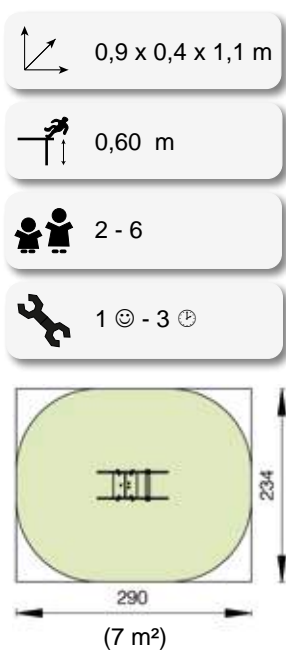 0,9 x 0,4 x 1,1 m
0,60 m
2 - 6
1 ☺ - 3 🕑
234
290
(7 m²)